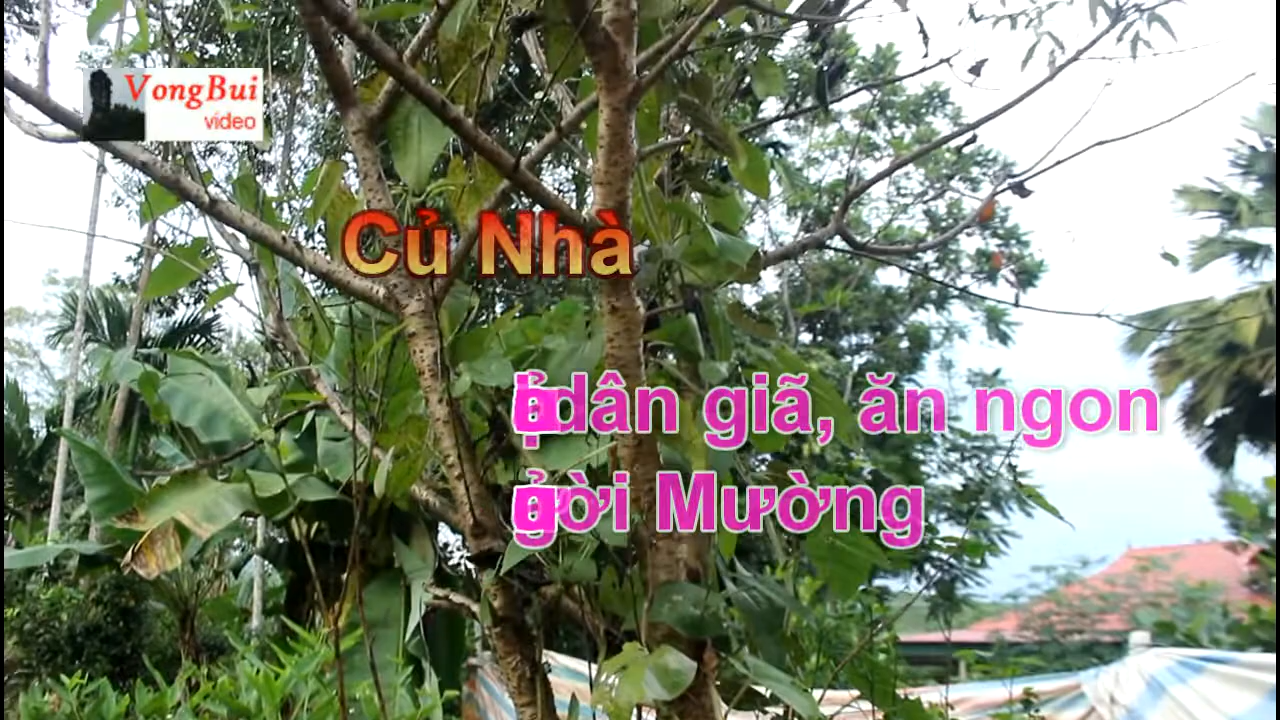 VongBui
video
Củ Nhà
dân giã, ăn ngon
Mường